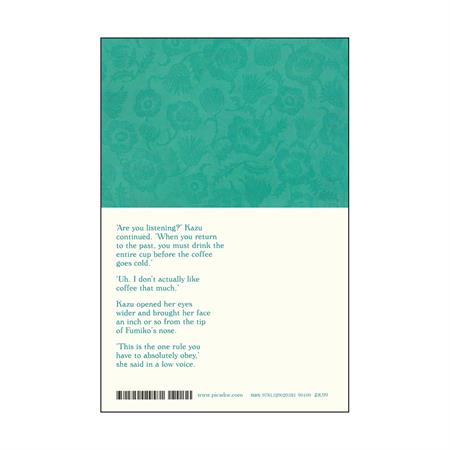 'Are you listening?' Kazu
continued. 'When you return
to the past, you must drink the
entire cup before the coffee
goes cold.'
'Uh. I don't actually like
coffee that much.'
Kazu opened her eyes
wider and brought her face
an inch or so from the tip
of Fumiko's nose.
'This is the one rule you
have to absolutely obey,'
she said in a low voice.
www.picador.com £8.99